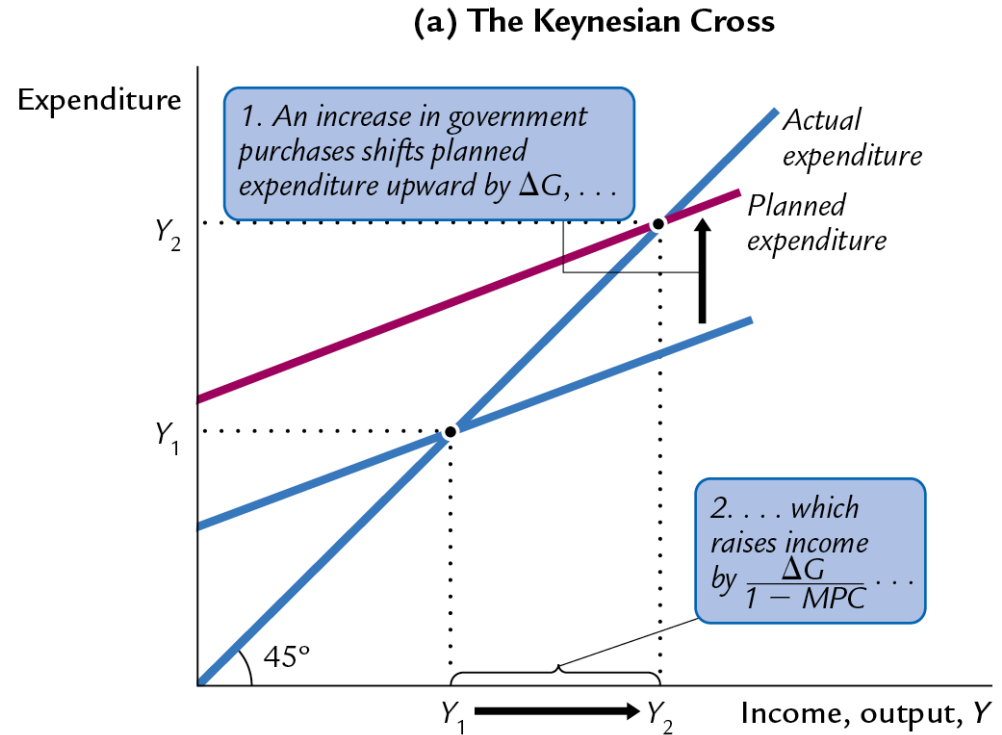 (a) The Keynesian Cross
Expenditure
1. An increase in government
purchases shifts planned
expenditure upward by ΔG, . . .
Actual
expenditure
Planned
expenditure
Y₂
Y₁
2. . . . which
raises income
by ΔG / 1 − MPC . . .
45º
Y₁
Y₂
Income, output, Y